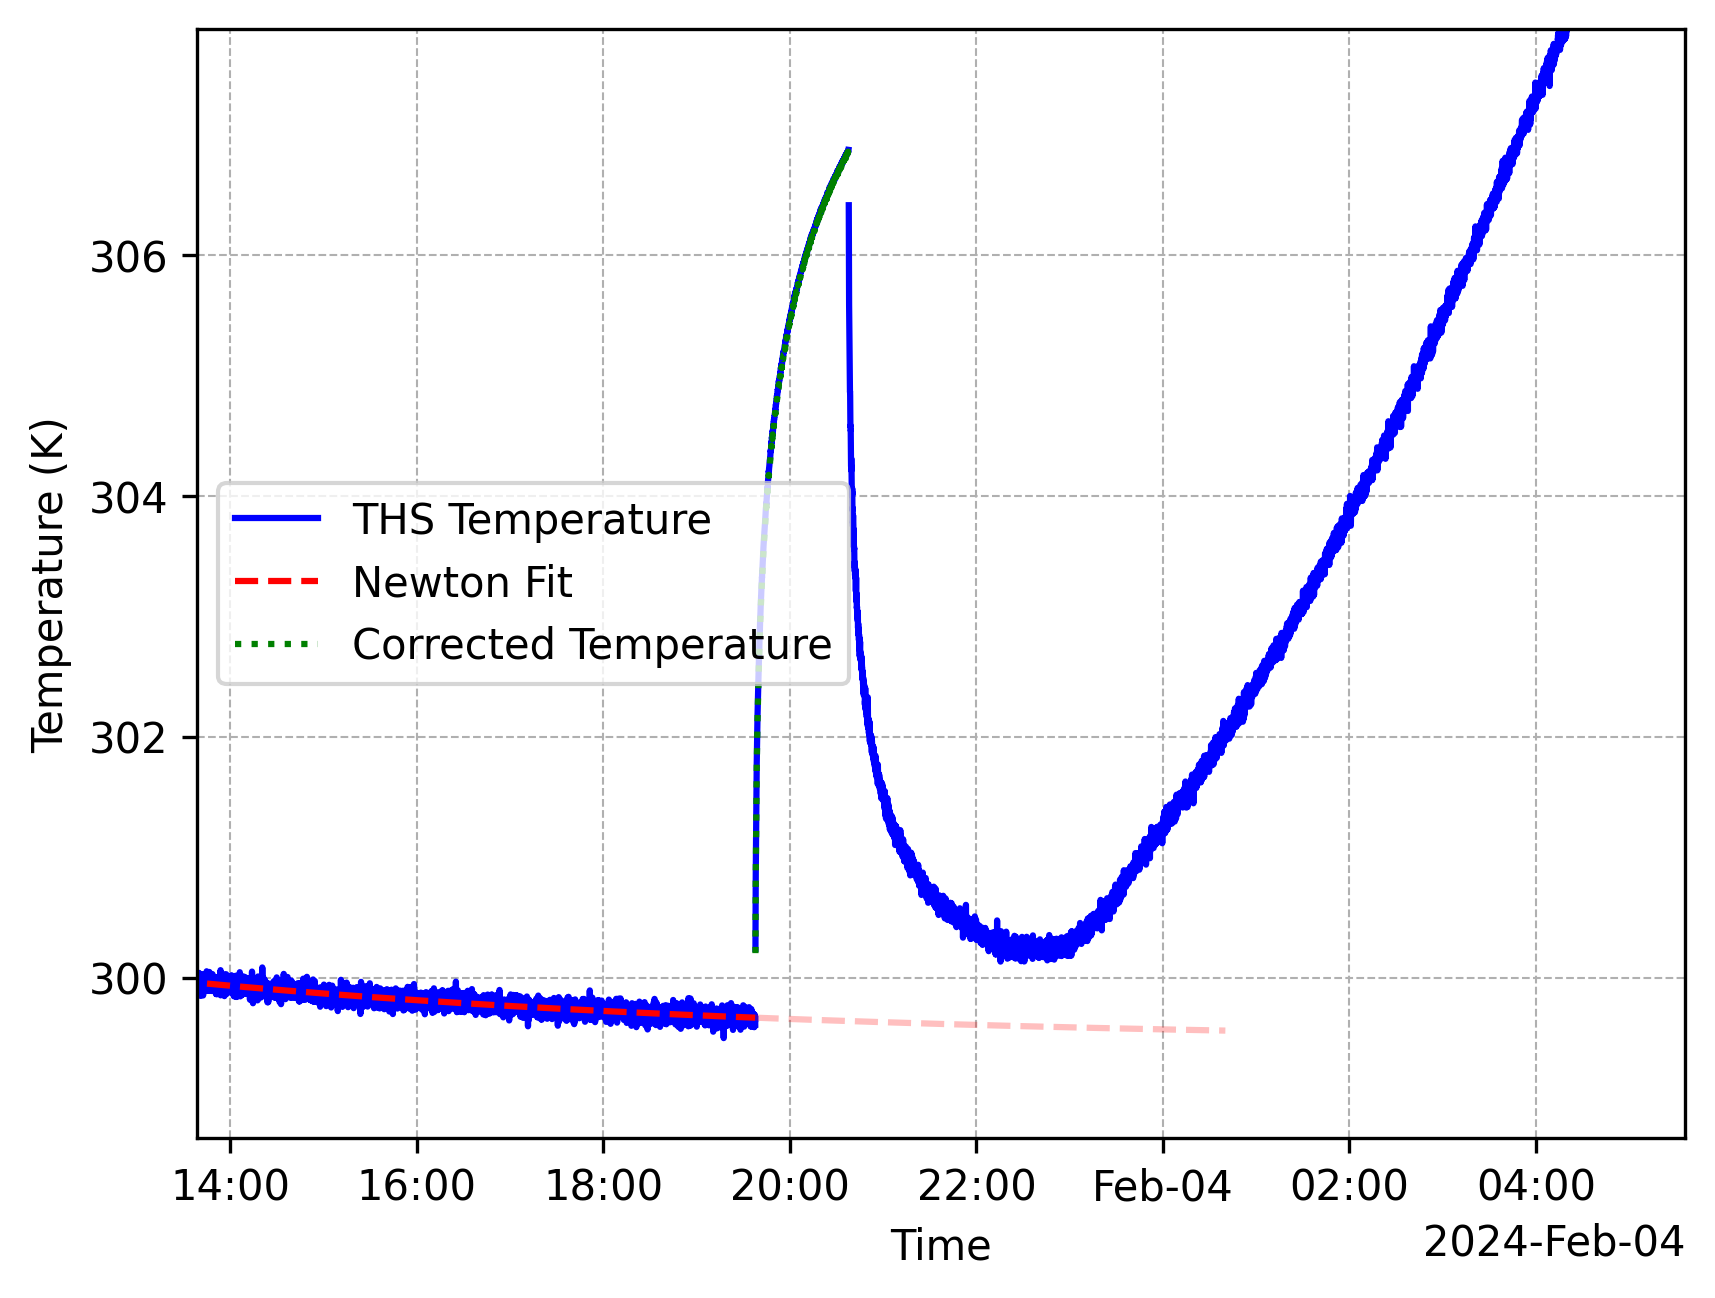 Temperature (K)
306
304
302
300
THS Temperature
Newton Fit
Corrected Temperature
14:00 16:00 18:00 20:00 22:00 Feb-04 02:00 04:00
Time
2024-Feb-04